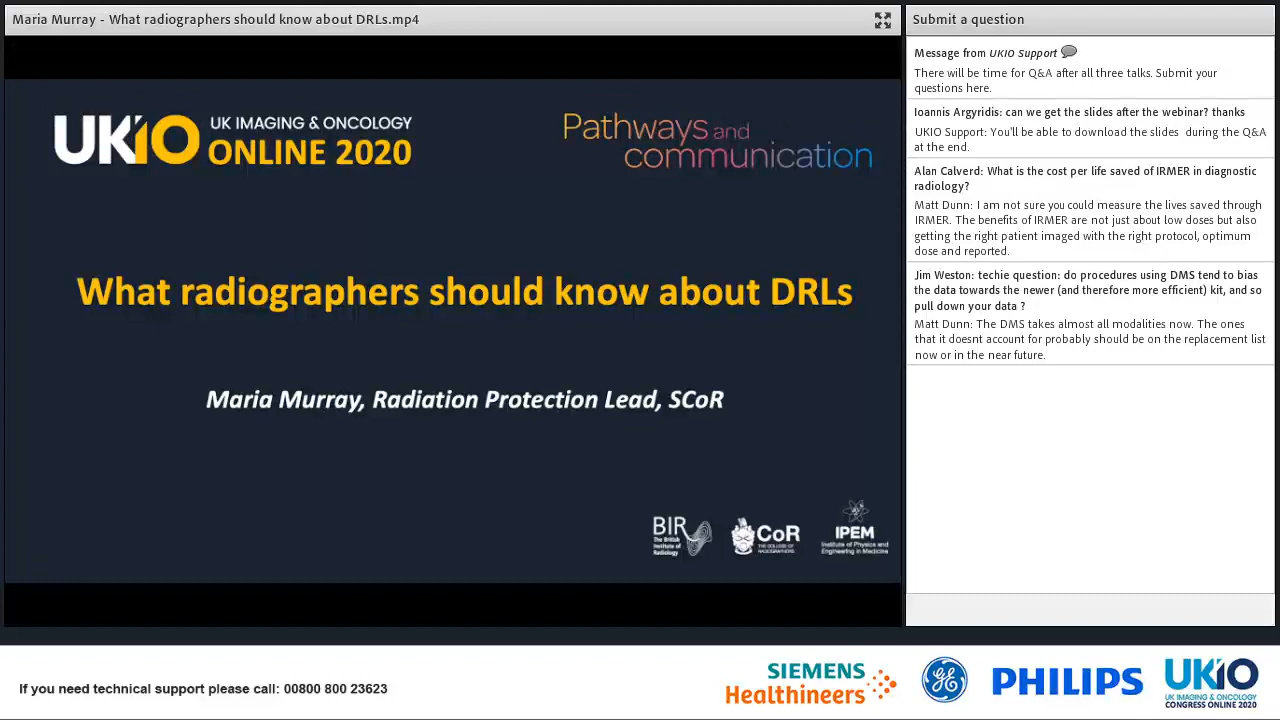 Maria Murray - What radiographers should know about DRLs.mp4
UKiO UK IMAGING & ONCOLOGY
ONLINE 2020
Pathways and
communication
What radiographers should know about DRLs
Maria Murray, Radiation Protection Lead, SCoR
BIR
The British
Institute of
Radiology
CoR
THE COLLEGE OF
RADIOGRAPHERS
IPEM
Institute of Physics and
Engineering in Medicine
Submit a question
Message from UKIO Support
There will be time for Q&A after all three talks. Submit your
questions here.
Ioannis Argyridis: can we get the slides after the webinar? thanks
UKIO Support: You'll be able to download the slides during the Q&A
at the end.
Alan Calverd: What is the cost per life saved of IRMER in diagnostic
radiology?
Matt Dunn: I am not sure you could measure the lives saved through
IRMER. The benefits of IRMER are not just about low doses but also
getting the right patient imaged with the right protocol, optimum
dose and reported.
Jim Weston: techie question: do procedures using DMS tend to bias
the data towards the newer (and therefore more efficient) kit, and so
pull down your data ?
Matt Dunn: The DMS takes almost all modalities now. The ones
that it doesnt account for probably should be on the replacement list
now or in the near future.
If you need technical support please call: 00800 800 23623
SIEMENS
Healthineers
GE
PHILIPS
UKiO
UK IMAGING & ONCOLOGY
CONGRESS ONLINE 2020